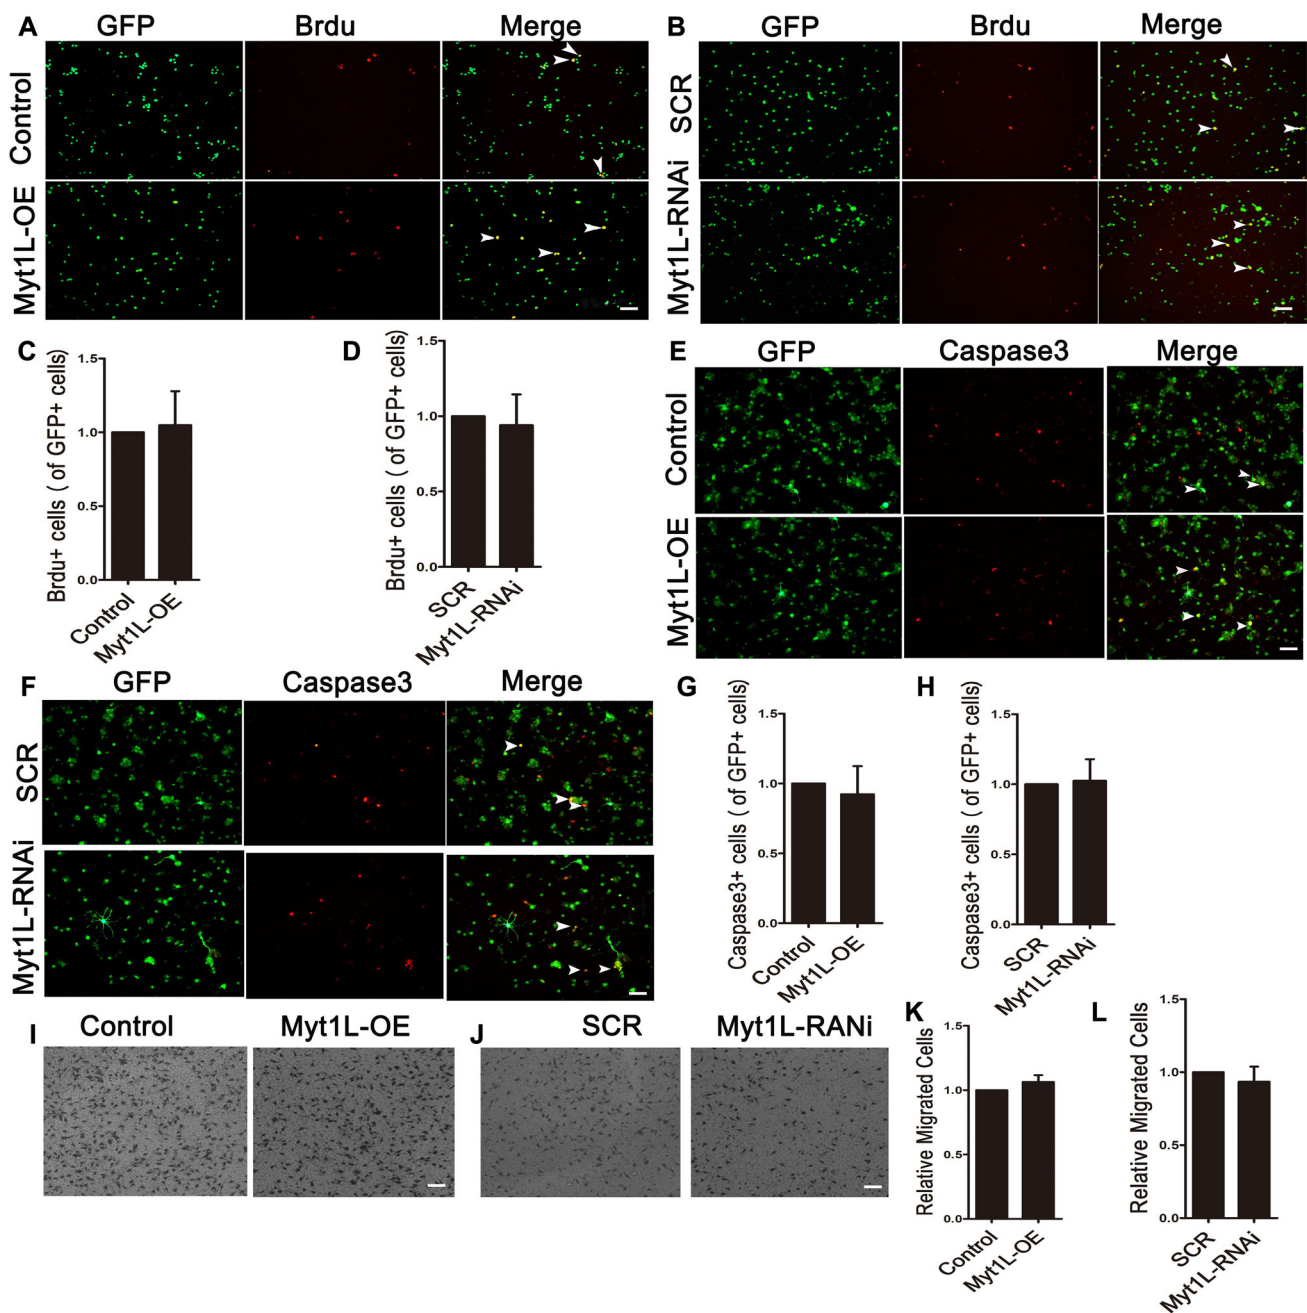 A GFP Brdu Merge
Control
Myt1L-OE
B GFP Brdu Merge
SCR
Myt1L-RNAi
C
Brdu+ cells ( of GFP+ cells)
1.5
1.0
0.5
0.0
Control
Myt1L-OE
D
Brdu+ cells ( of GFP+ cells)
1.5
1.0
0.5
0.0
SCR
Myt1L-RNAi
E GFP Caspase3 Merge
Control
Myt1L-OE
F GFP Caspase3 Merge
SCR
Myt1L-RNAi
G
Caspase3+ cells ( of GFP+ cells)
1.5
1.0
0.5
0.0
Control
Myt1L-OE
H
Caspase3+ cells ( of GFP+ cells)
1.5
1.0
0.5
0.0
SCR
Myt1L-RNAi
I Control Myt1L-OE
J SCR Myt1L-RANi
K
Relative Migrated Cells
1.5
1.0
0.5
0.0
Control
Myt1L-OE
L
Relative Migrated Cells
1.5
1.0
0.5
0.0
SCR
Myt1L-RNAi